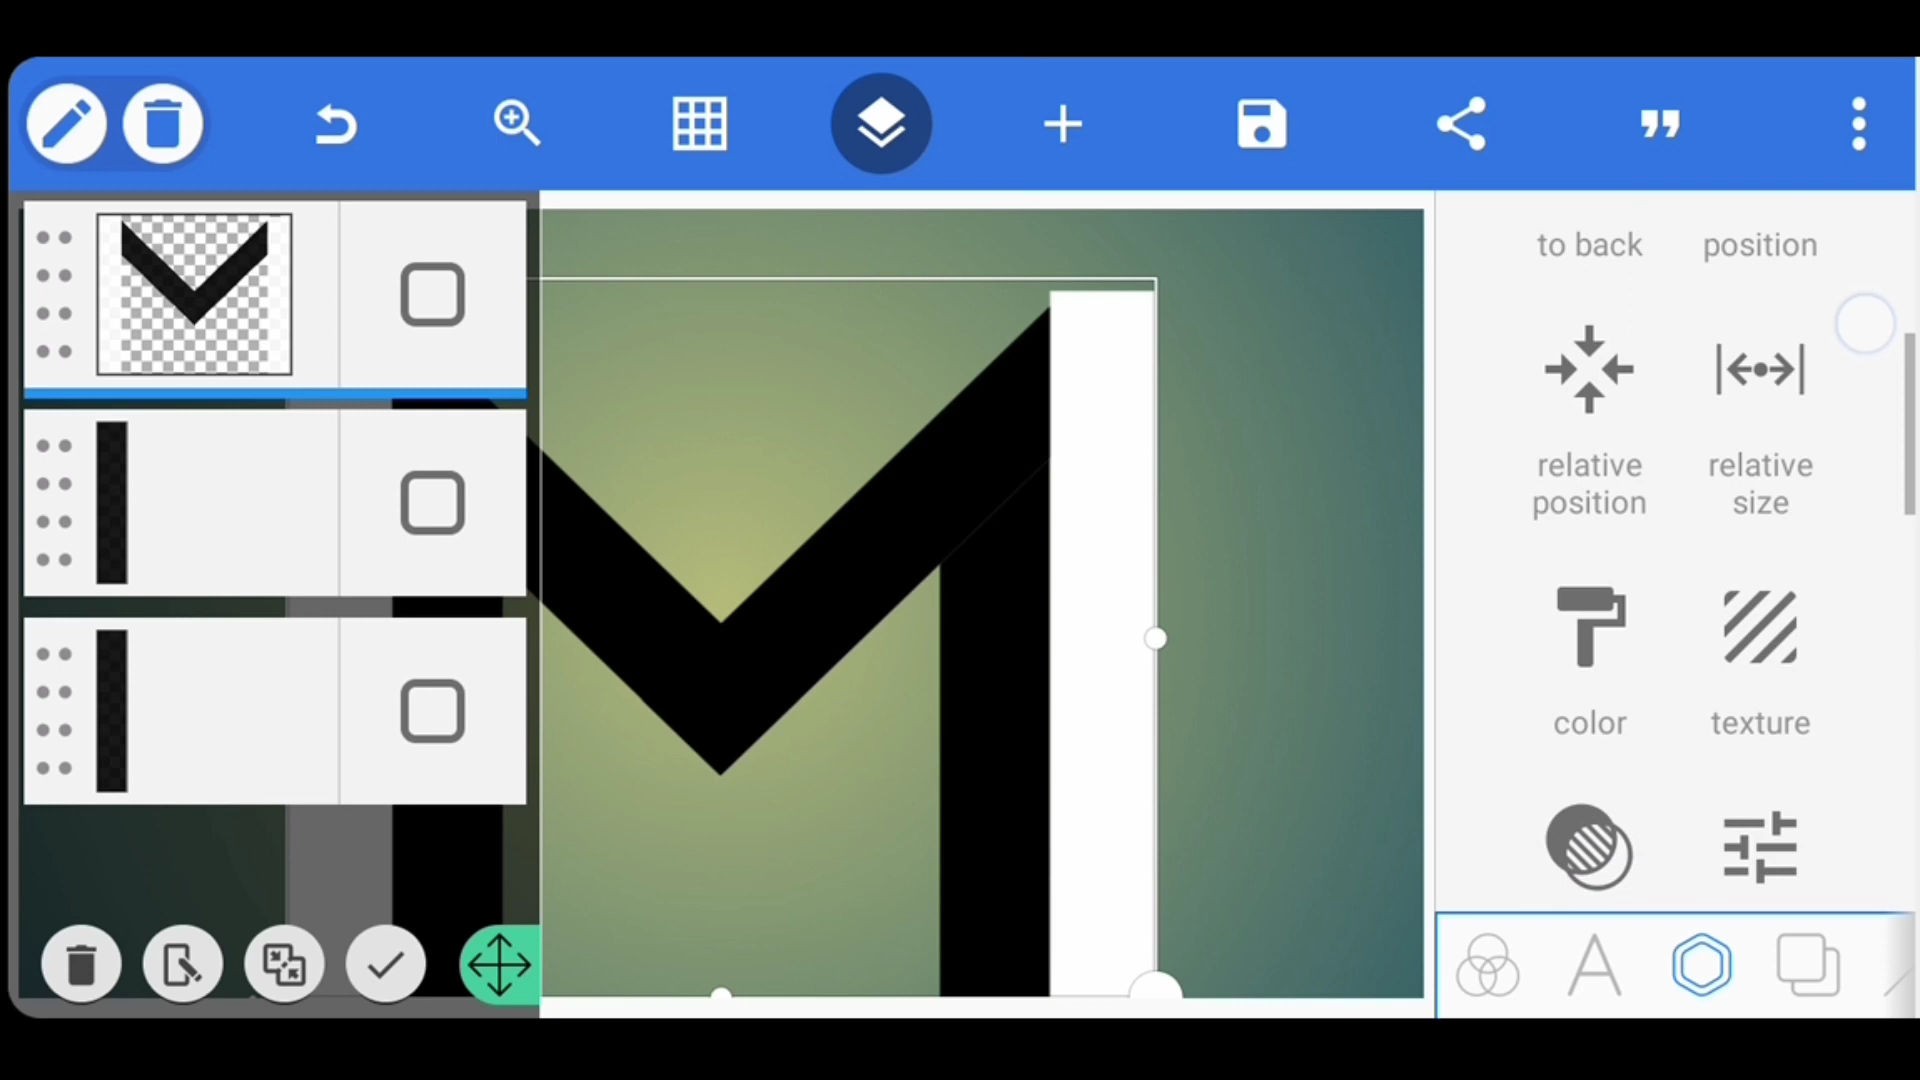 to back
position
relative
position
relative
size
color
texture